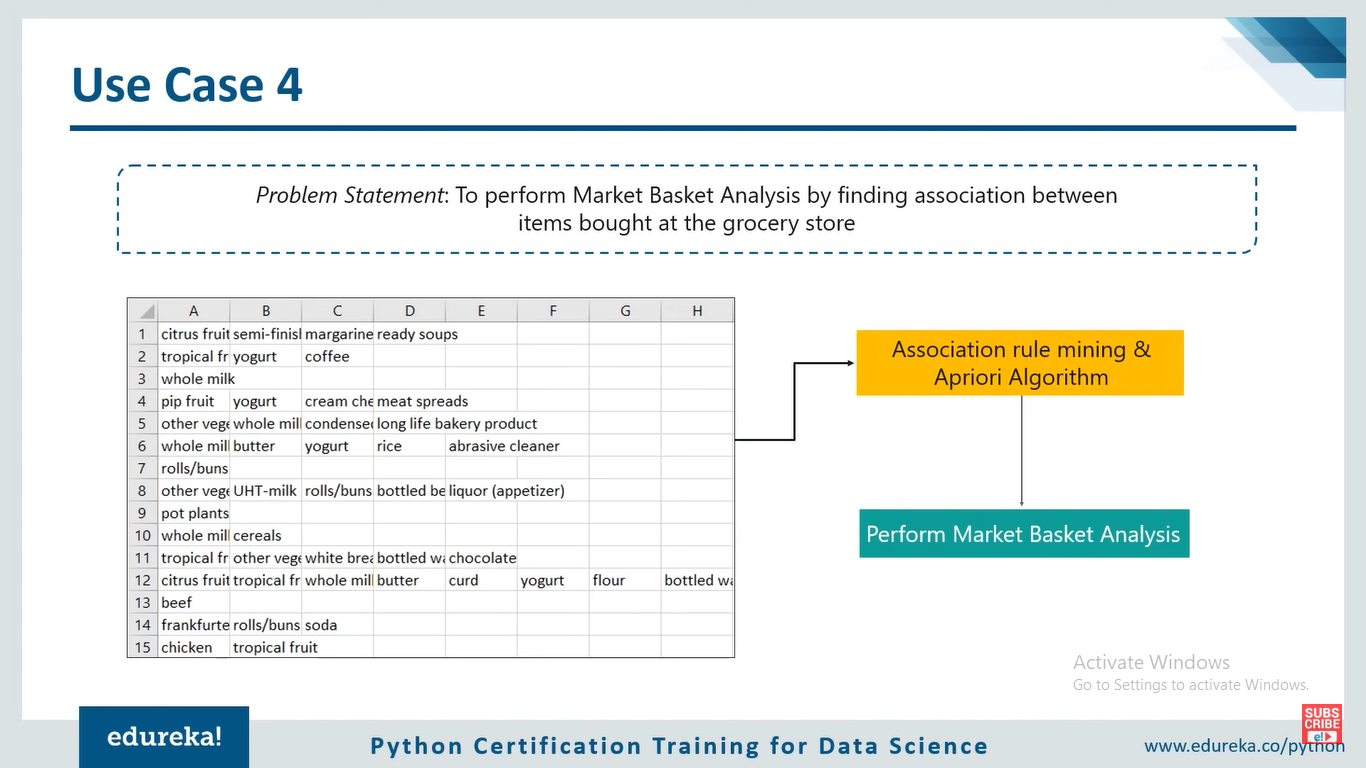 Use Case 4
Problem Statement: To perform Market Basket Analysis by finding association between
items bought at the grocery store
A B C D E F G H
1 citrus fruit semi-finisl margarine ready soups
2 tropical fr yogurt coffee
3 whole milk
4 pip fruit yogurt cream che meat spreads
5 other vege whole mil condensed long life bakery product
6 whole mil butter yogurt rice abrasive cleaner
7 rolls/buns
8 other vege UHT-milk rolls/buns bottled be liquor (appetizer)
9 pot plants
10 whole mil cereals
11 tropical fr other vege white brea bottled wa chocolate
12 citrus fruit tropical fr whole mil butter curd yogurt flour bottled wa
13 beef
14 frankfurte rolls/buns soda
15 chicken tropical fruit
Association rule mining &
Apriori Algorithm
Perform Market Basket Analysis
Activate Windows
Go to Settings to activate Windows.
SUBS
CRIBE
e!
edureka!
Python Certification Training for Data Science
www.edureka.co/python